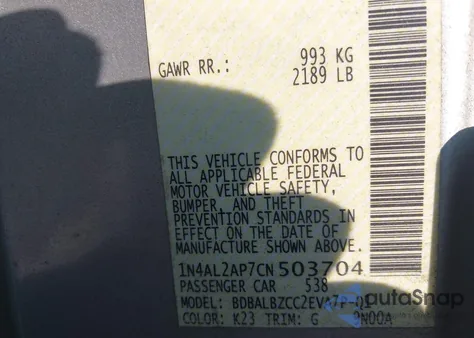 GAWR RR.: 993 KG
2189 LB
THIS VEHICLE CONFORMS TO
ALL APPLICABLE FEDERAL
MOTOR VEHICLE SAFETY,
BUMPER, AND THEFT
PREVENTION STANDARDS IN
EFFECT ON THE DATE OF
MANUFACTURE SHOWN ABOVE.
1N4AL2AP7CN503704
PASSENGER CAR 538
MODEL:
COLOR: K23 TRIM: G
autoSnap